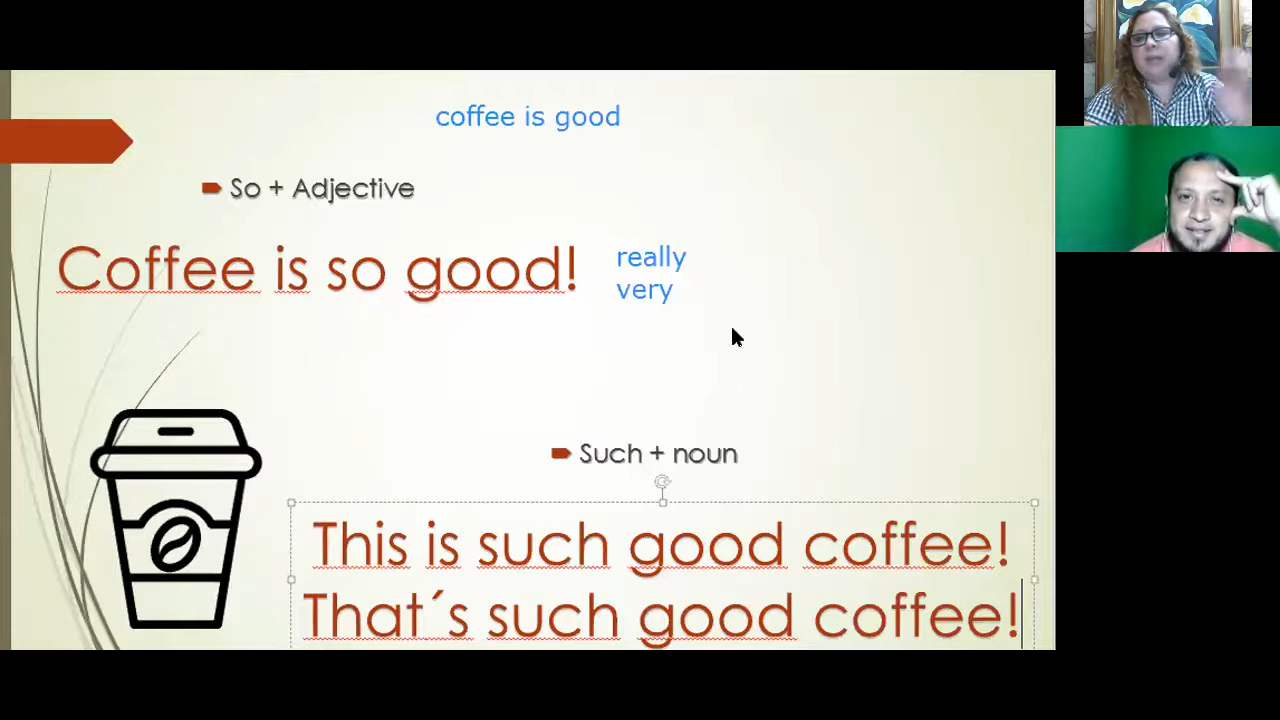 coffee is good
So + Adjective
Coffee is so good!
really
very
Such + noun
This is such good coffee!
That´s such good coffee!